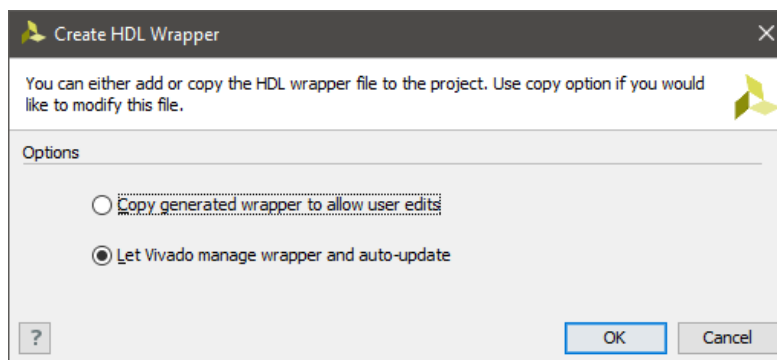 Create HDL Wrapper
You can either add or copy the HDL wrapper file to the project. Use copy option if you would
like to modify this file.
Options
Copy generated wrapper to allow user edits
Let Vivado manage wrapper and auto-update
?
OK
Cancel